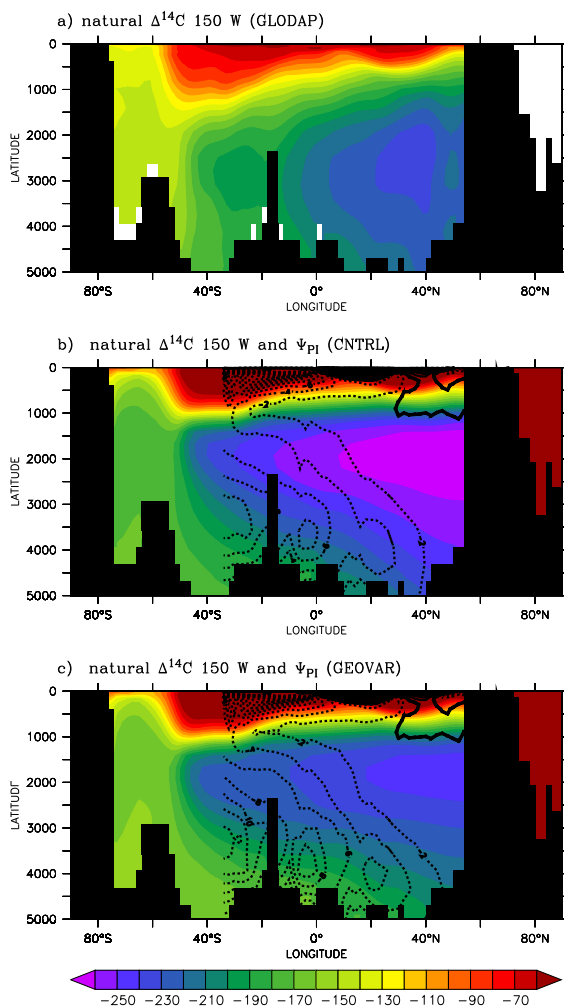 a) natural Δ¹⁴C 150 W (GLODAP)
0
1000
2000
3000
4000
5000
LATITUDE
80°S 40°S 0° 40°N 80°N
LONGITUDE
b) natural Δ¹⁴C 150 W and Ψ_PI (CNTRL)
0
1000
2000
3000
4000
5000
LATITUDE
80°S 40°S 0° 40°N 80°N
LONGITUDE
c) natural Δ¹⁴C 150 W and Ψ_PI (GEOVAR)
0
1000
2000
3000
4000
5000
LATITUDE
80°S 40°S 0° 40°N 80°N
LONGITUDE
−250 −210 −170 −130 −90
−230 −190 −150 −110 −70